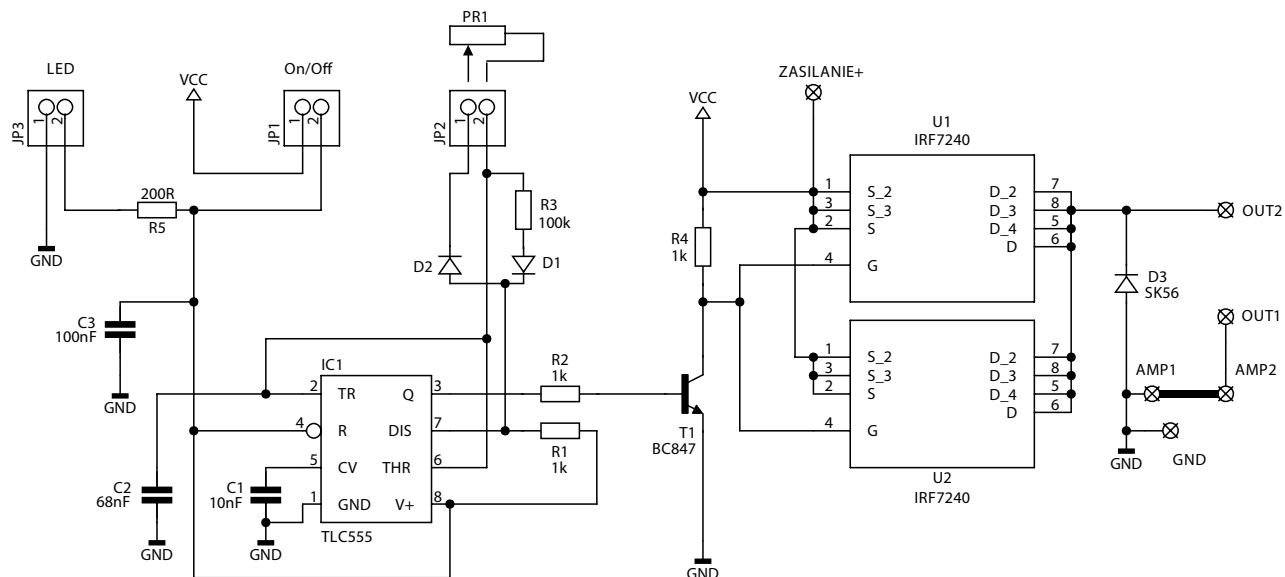 PR1
LED
On/Off
VCC
ZASILANIE+
VCC
JP3
1
2
JP1
1
2
JP2
1
2
U1
IRF7240
200R
R5
R3
100k
1 S_2 D_2 7
3 S_3 D_3 8
2 S D_4 5
D 6
4 G
OUT2
R4
1k
GND
D2
D1
D3
SK56
C3
100nF
OUT1
IC1
R2
1k
1 S_2 D_2 7
3 S_3 D_3 8
2 S D_4 5
D 6
4 G
AMP1
AMP2
GND
2 TR Q 3
4 R DIS 7
5 CV THR 6
1 GND V+ 8
T1
BC847
R1
1k
GND
GND
C2
68nF
C1
10nF
U2
IRF7240
TLC555
GND
GND
GND